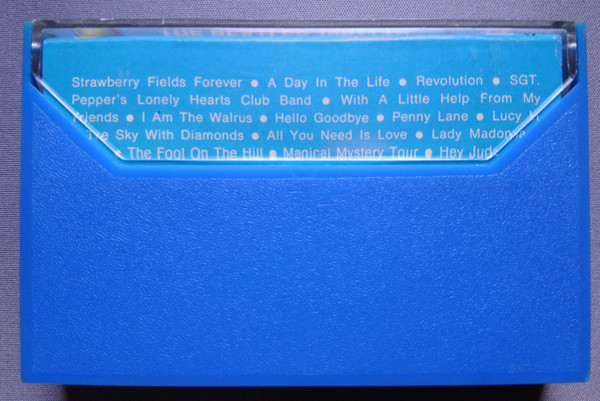 Strawberry Fields Forever ● A Day In The Life ● Revolution ● SGT.
Pepper's Lonely Hearts Club Band ● With A Little Help From My
Friends ● I Am The Walrus ● Hello Goodbye ● Penny Lane ● Lucy
The Sky With Diamonds ● All You Need Is Love ● Lady Madonna
The Fool On The Hill ● Magical Mystery Tour ● Hey Jude